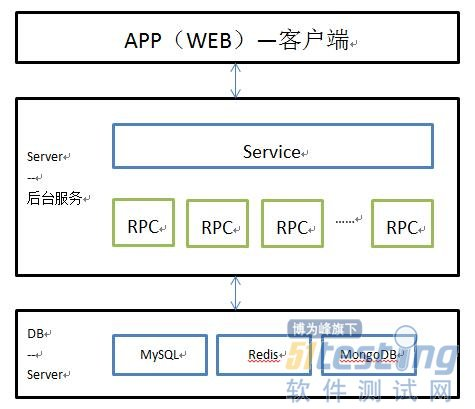 APP（WEB）—客户端
Server
--
后台服务
Service
RPC
RPC
RPC
......
RPC
DB
--
Server
MySQL
Redis
MongoDB
博为峰旗下
51testing
软件测试网